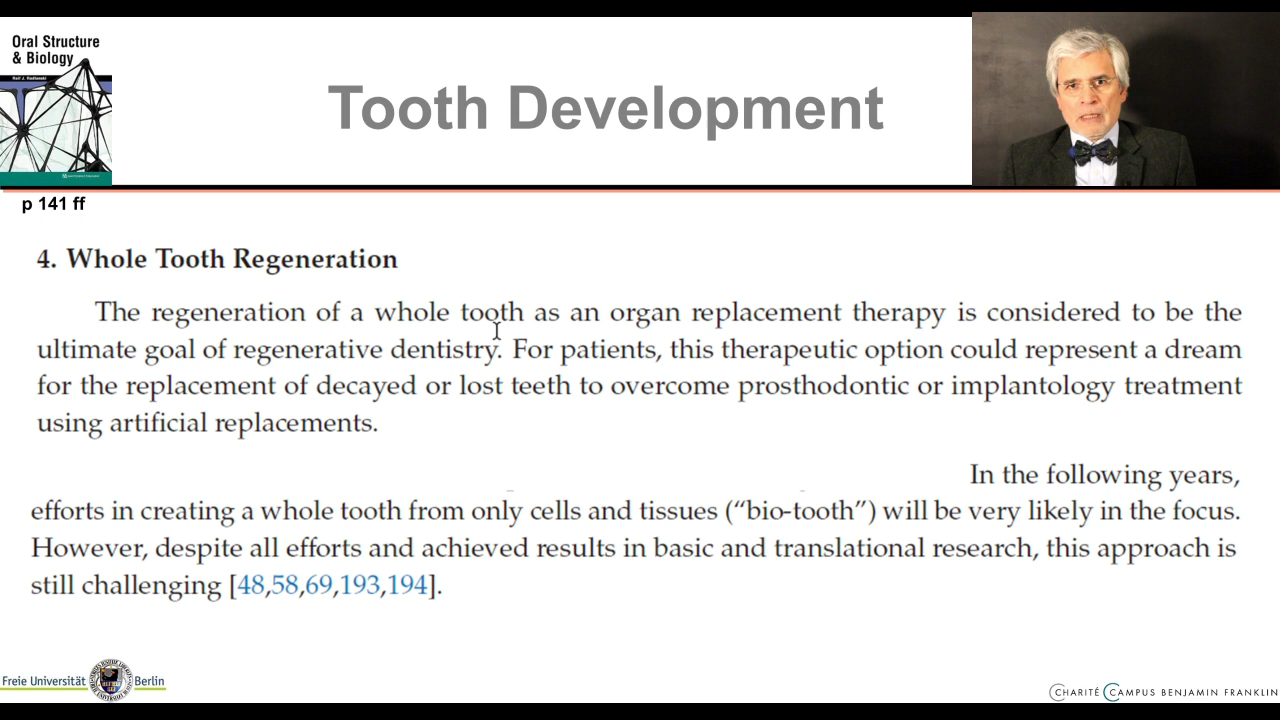 Oral Structure
& Biology
Ralf J. Radlanski
Tooth Development
p 141 ff
4. Whole Tooth Regeneration
The regeneration of a whole tooth as an organ replacement therapy is considered to be the
ultimate goal of regenerative dentistry. For patients, this therapeutic option could represent a dream
for the replacement of decayed or lost teeth to overcome prosthodontic or implantology treatment
using artificial replacements.
In the following years,
efforts in creating a whole tooth from only cells and tissues (“bio-tooth”) will be very likely in the focus.
However, despite all efforts and achieved results in basic and translational research, this approach is
still challenging [48,58,69,193,194].
Freie Universität Berlin
CHARITÉ CAMPUS BENJAMIN FRANKLIN